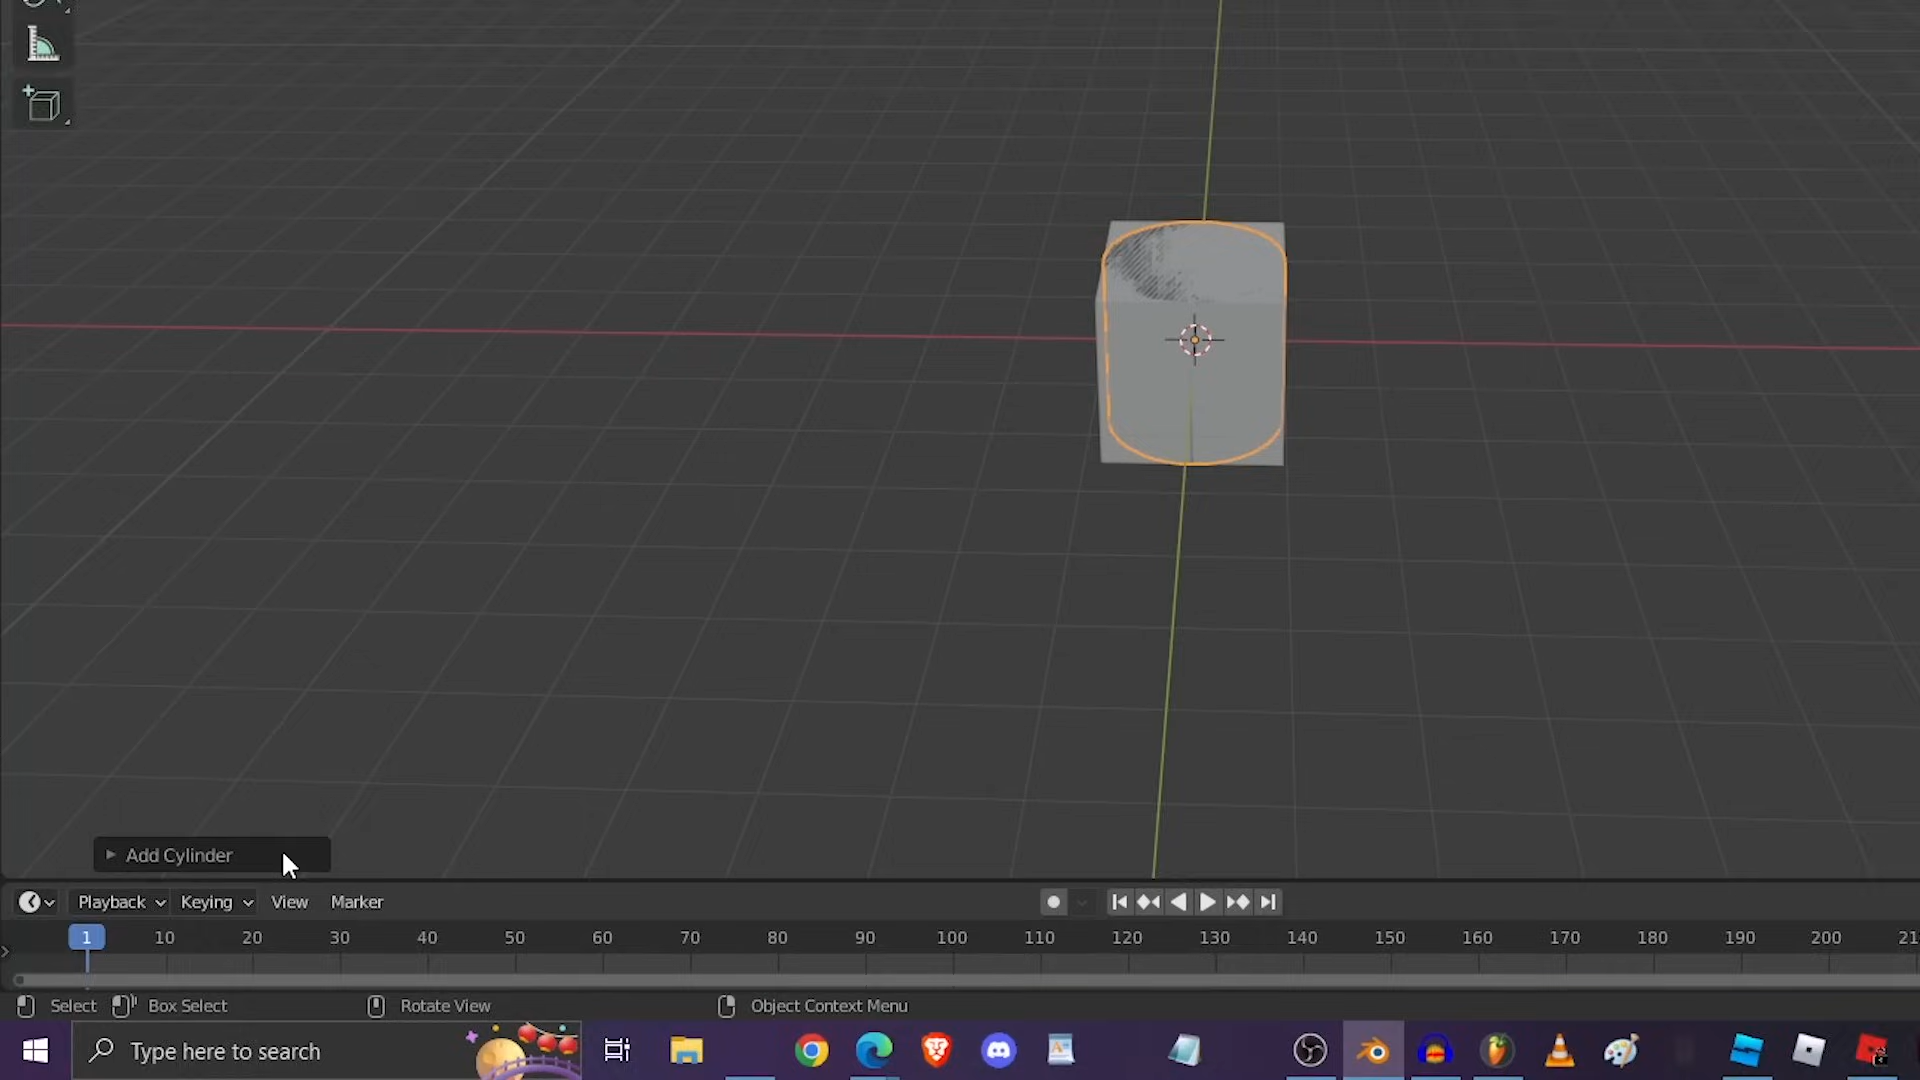 Add Cylinder
Playback Keying View Marker
1 10 20 30 40 50 60 70 80 90 100 110 120 130 140 150 160 170 180 190 200 21
Select Box Select Rotate View Object Context Menu
Type here to search